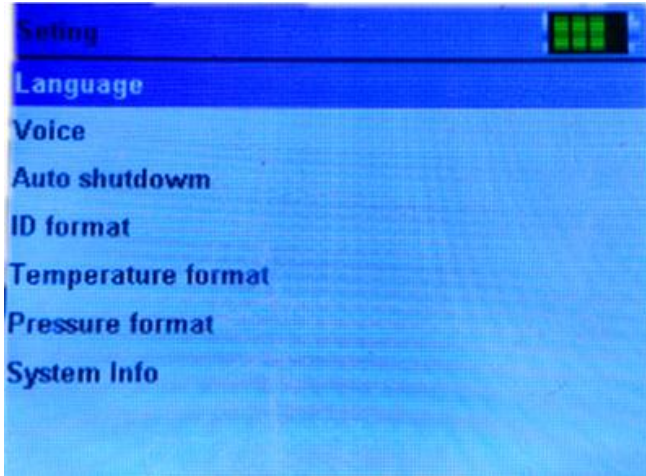 Seting
Language
Voice
Auto shutdowm
ID format
Temperature format
Pressure format
System Info